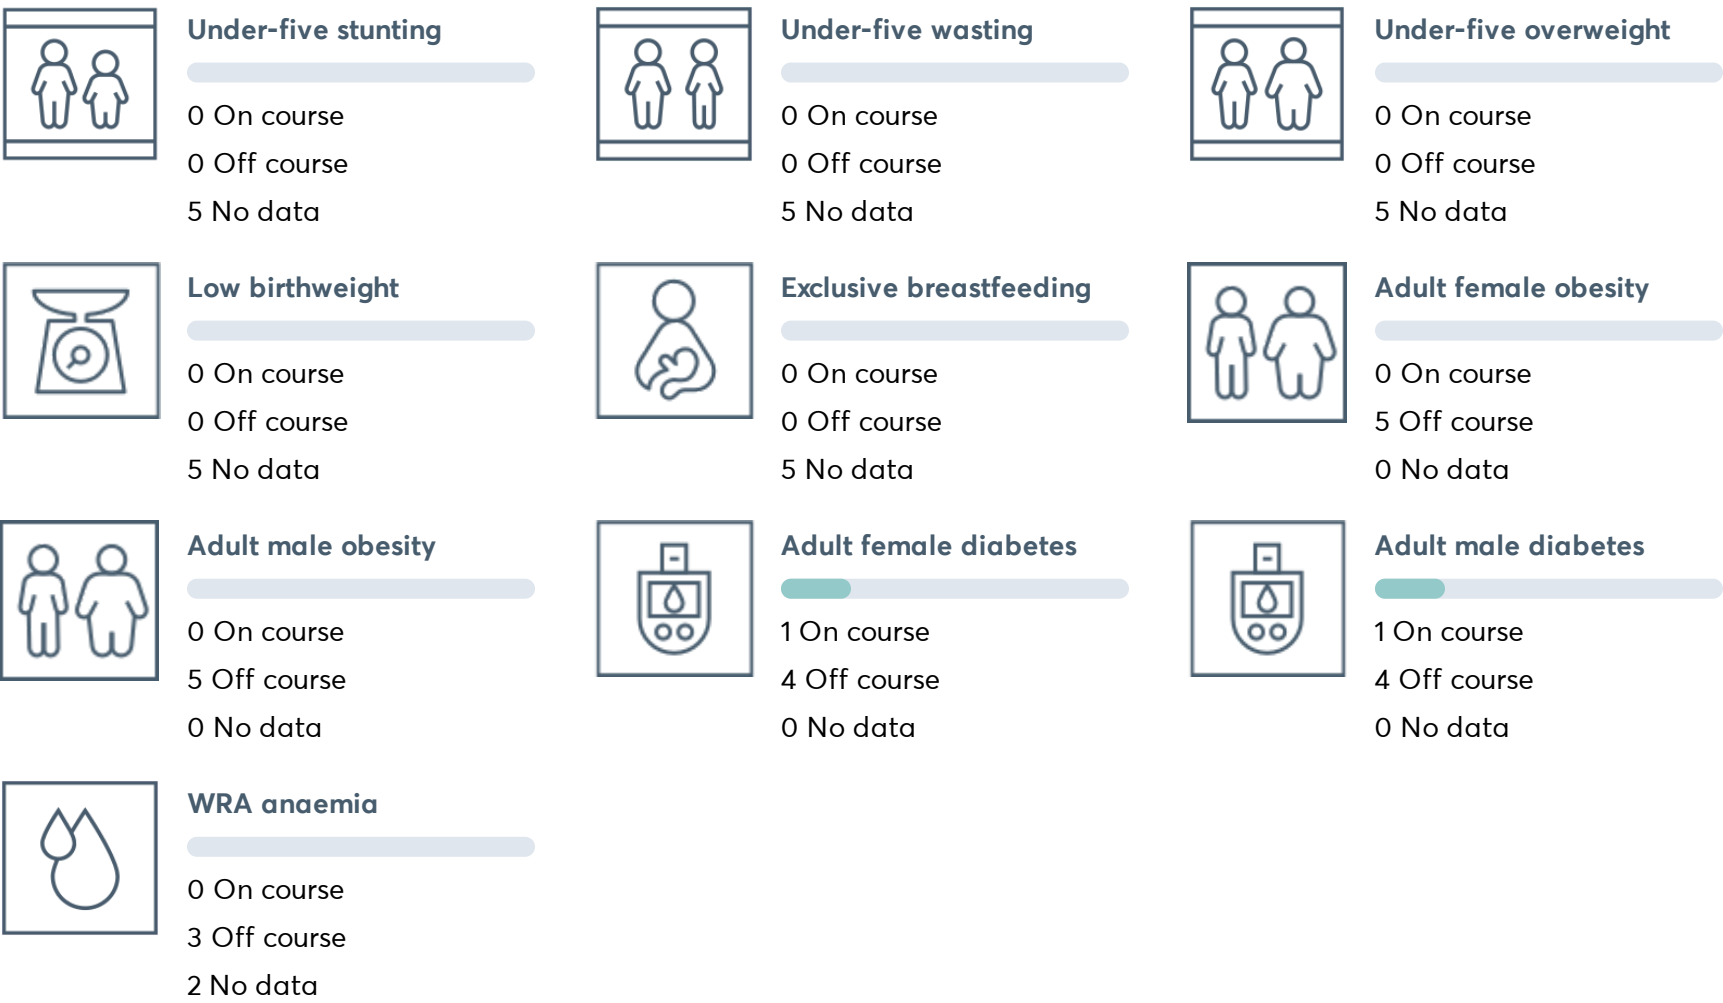 Under-five stunting
0 On course
0 Off course
5 No data
Under-five wasting
0 On course
0 Off course
5 No data
Under-five overweight
0 On course
0 Off course
5 No data
Low birthweight
0 On course
0 Off course
5 No data
Exclusive breastfeeding
0 On course
0 Off course
5 No data
Adult female obesity
0 On course
5 Off course
0 No data
Adult male obesity
0 On course
5 Off course
0 No data
Adult female diabetes
1 On course
4 Off course
0 No data
Adult male diabetes
1 On course
4 Off course
0 No data
WRA anaemia
0 On course
3 Off course
2 No data